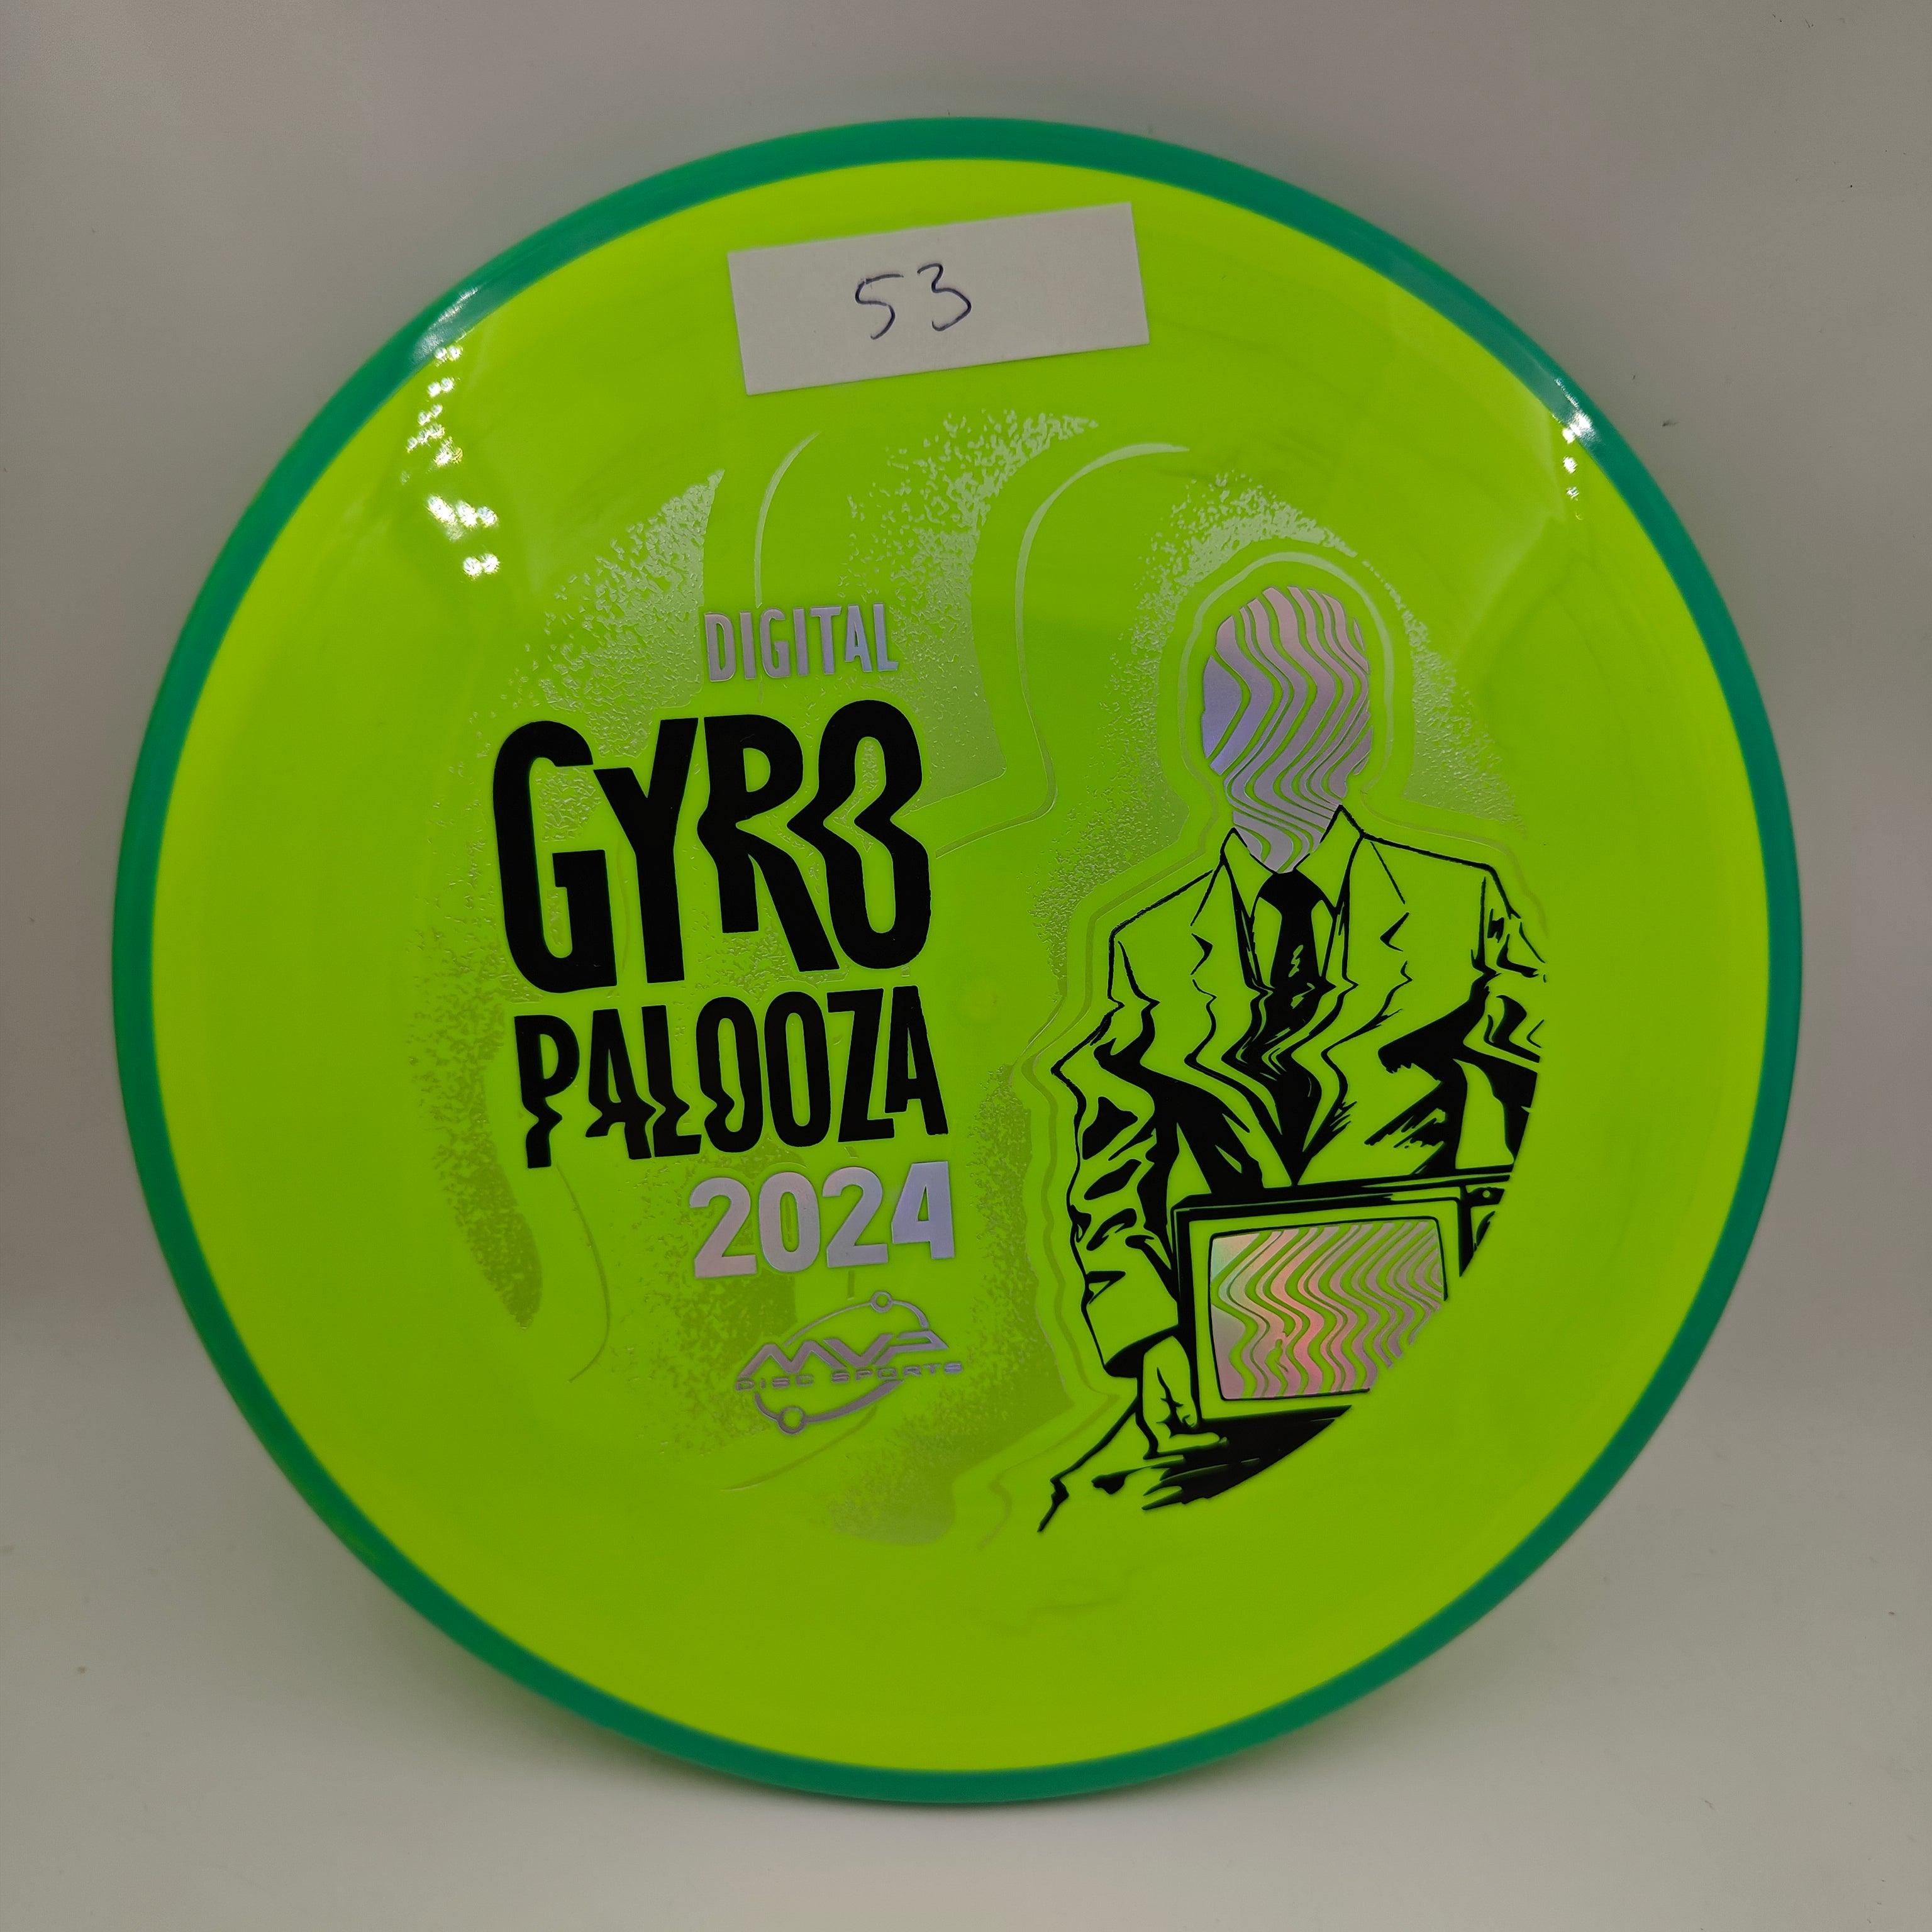 53
DIGITAL
GYRO
PALOOZA
2024
MVP
DISC SPORTS